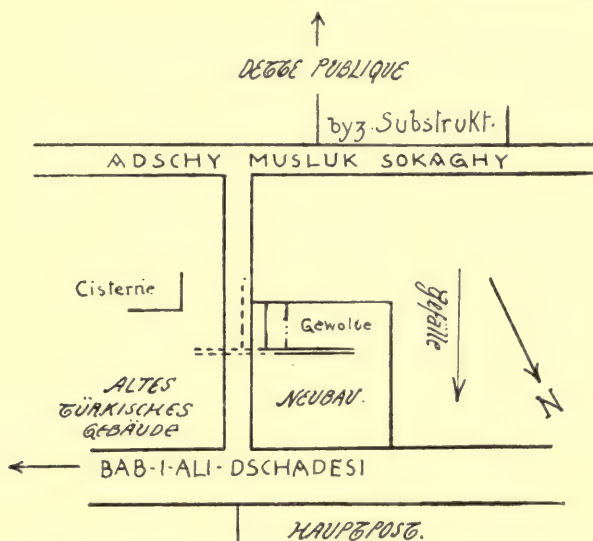 DETTE PUBLIQUE
byz. Substrukt.
ADSCHY MUSLUK SOKAGHY
Cisterne
Gewölbe
Gefälle
N
ALTES
TÜRKISCHES
GEBÄUDE
NEUBAU.
BAB-I-ALI-DSCHADESI
HAUPTPOST.